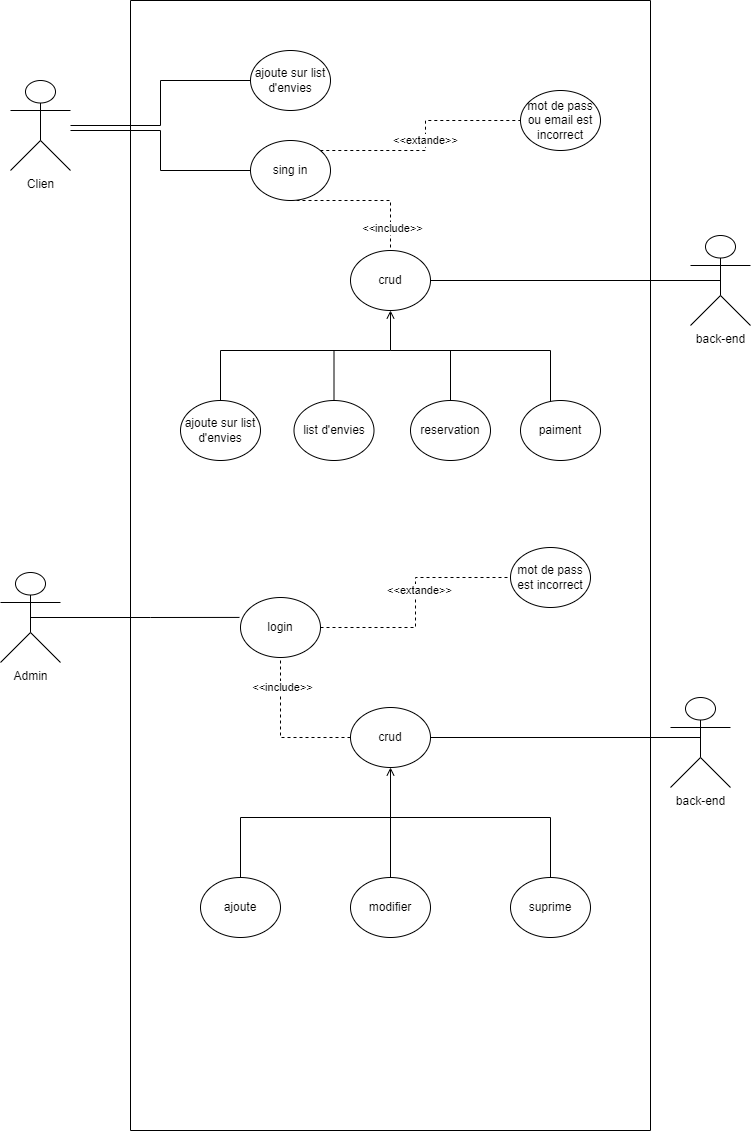 ajoute sur list
d'envies
mot de pass
ou email est
incorrect
<<extande>>
sing in
Clien
<<include>>
crud
back-end
ajoute sur list
d'envies
list d'envies
reservation
paiment
mot de pass
est incorrect
<<extande>>
login
Admin
<<include>>
crud
back-end
ajoute
modifier
suprime